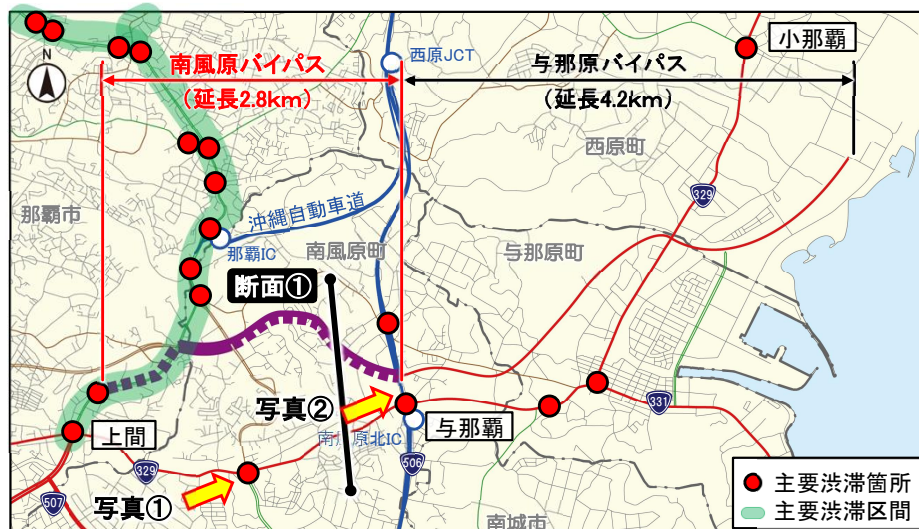 小那覇
N
南風原バイパス
(延長2.8km)
西原JCT
与那原バイパス
(延長4.2km)
西原町
329
那覇市
沖縄自動車道
那覇IC
南風原町
与那原町
断面①
331
写真②
上間
与那覇
南風原北IC
329
506
507
写真①
南城市
主要渋滞箇所
主要渋滞区間